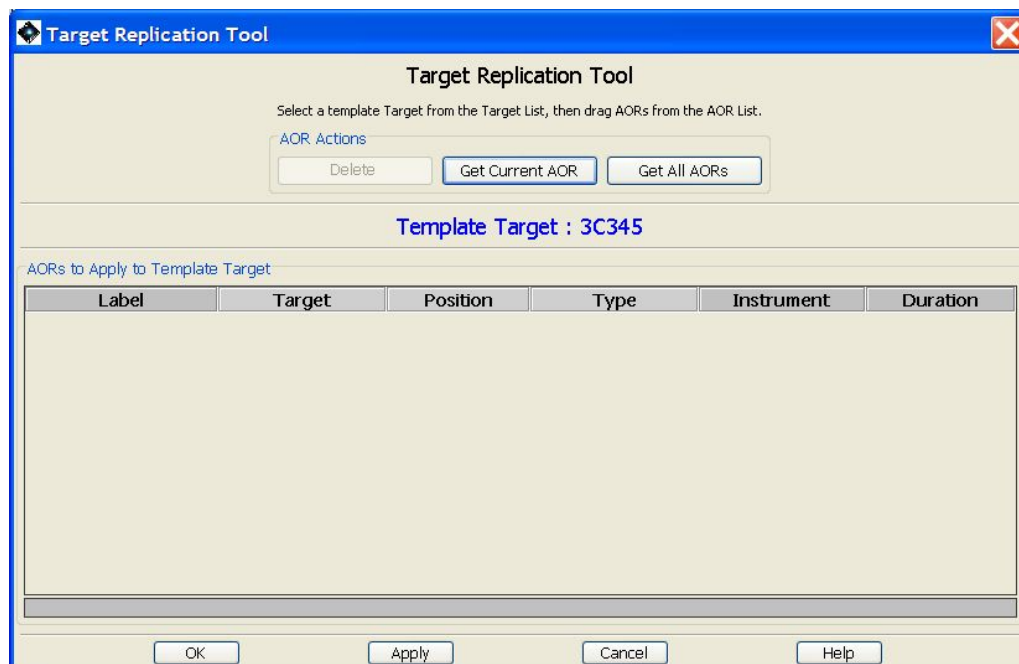 Target Replication Tool
Target Replication Tool
Select a template Target from the Target List, then drag AORs from the AOR List.
AOR Actions
Delete Get Current AOR Get All AORs
Template Target : 3C345
AORs to Apply to Template Target
Label Target Position Type Instrument Duration
OK Apply Cancel Help